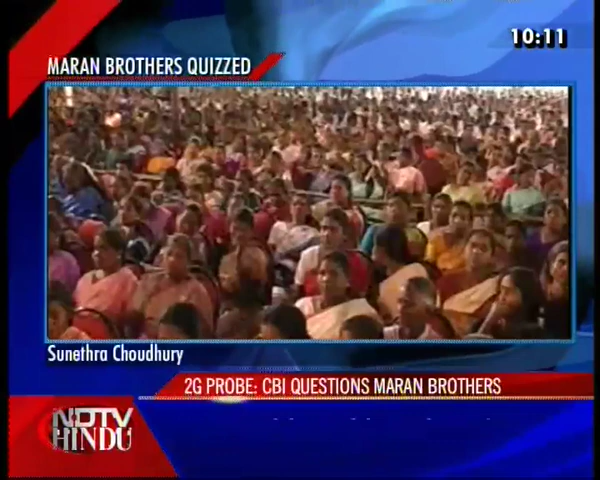 10:11
MARAN BROTHERS QUIZZED
Sunethra Choudhury
2G PROBE: CBI QUESTIONS MARAN BROTHERS
NDTV
HINDU